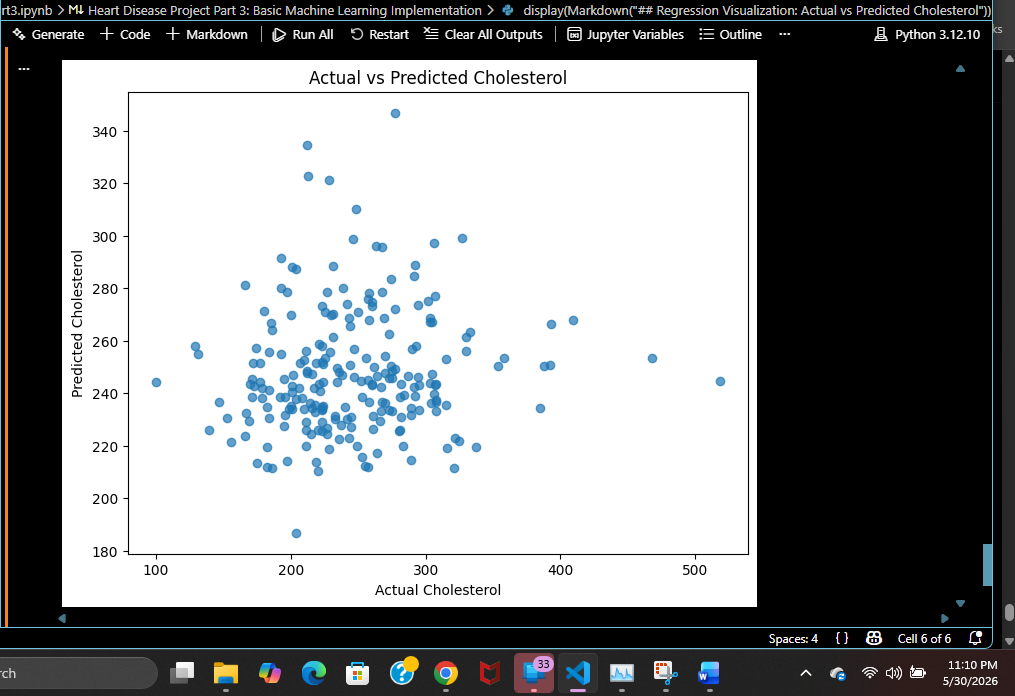 rt3.ipynb > M↓ Heart Disease Project Part 3: Basic Machine Learning Implementation > display(Markdown("## Regression Visualization: Actual vs Predicted Cholesterol"))
Generate + Code + Markdown | Run All Restart Clear All Outputs | Jupyter Variables Outline ... Python 3.12.10
ks
...
Actual vs Predicted Cholesterol
340
320
300
280
260
240
220
200
180
Predicted Cholesterol
100 200 300 400 500
Actual Cholesterol
Spaces: 4 { } Cell 6 of 6
rch
33
11:10 PM
5/30/2026